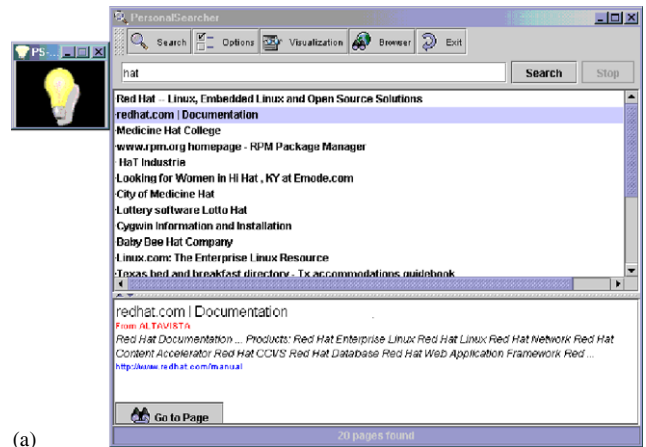 PersonalSearcher
Search Options Visualization Browser Exit
PS-...
hat Search Stop
Red Hat -- Linux, Embedded Linux and Open Source Solutions
redhat.com | Documentation
Medicine Hat College
www.rpm.org homepage - RPM Package Manager
HaT Industrie
Looking for Women in Hi Hat , KY at Emode.com
City of Medicine Hat
Lottery software Lotto Hat
Cygwin Information and Installation
Baby Bee Hat Company
Linux.com: The Enterprise Linux Resource
Texas bed and breakfast directory - Tx accommodations guidebook
redhat.com | Documentation
From ALTAVISTA
Red Hat Documentation ... Products: Red Hat Enterprise Linux Red Hat Linux Red Hat Network Red Hat
Content Accelerator Red Hat CCVS Red Hat Database Red Hat Web Application Framework Red ...
http://www.redhat.com/manual
Go to Page
20 pages found
(a)